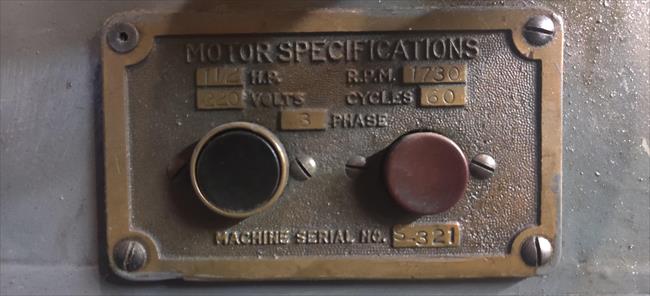 MOTOR SPECIFICATIONS
1 1/2 H.P. R.P.M. 1730
220 VOLTS CYCLES 60
3 PHASE
MACHINE SERIAL NO. -321